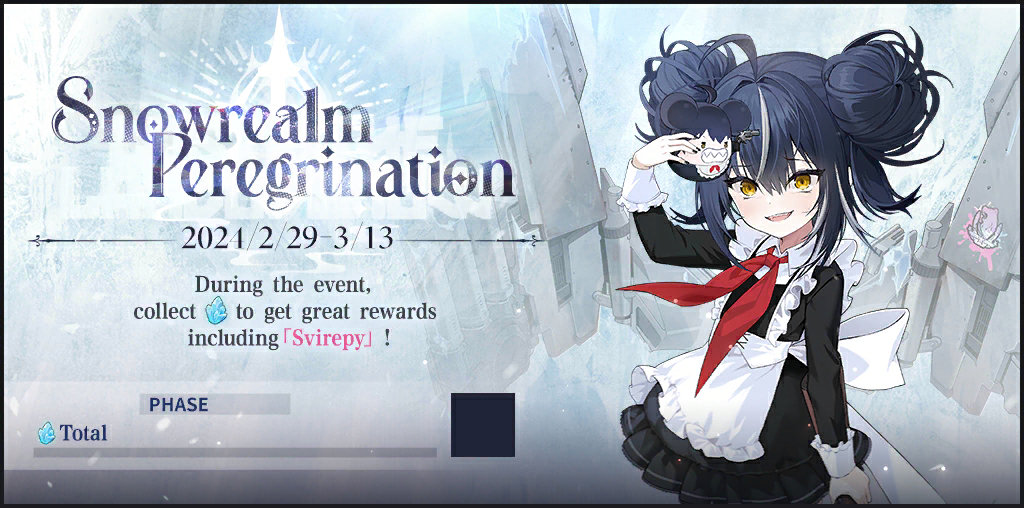 Snowrealm
Peregrination
2024/2/29-3/13
During the event,
collect to get great rewards
including「Svirepy」!
PHASE
Total